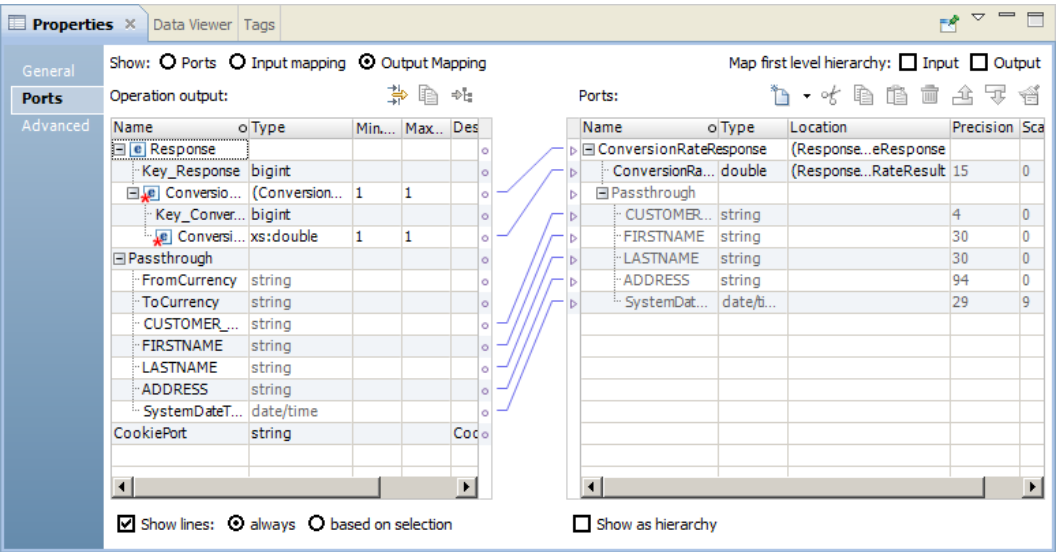 Properties Data Viewer Tags
General
Ports
Advanced
Show: Ports Input mapping Output Mapping Map first level hierarchy: Input Output
Operation output: Ports:
Name Type Min... Max... Des Name Type Location Precision Sca
Response ConversionRateResponse (Response...eResponse
Key_Response bigint ConversionRa... double (Response...RateResult 15 0
Conversio... (Conversion... 1 1 Passthrough
Key_Conver... bigint CUSTOMER... string 4 0
Conversi... xs:double 1 1 FIRSTNAME string 30 0
Passthrough LASTNAME string 30 0
FromCurrency string ADDRESS string 94 0
ToCurrency string SystemDat... date/ti... 29 9
CUSTOMER_... string
FIRSTNAME string
LASTNAME string
ADDRESS string
SystemDateT... date/time
CookiePort string Coo
Show lines: always based on selection Show as hierarchy